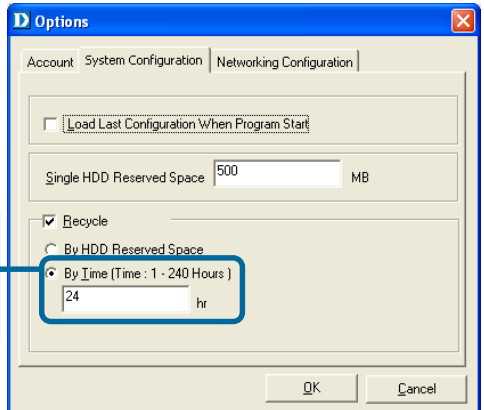 D Options
Account System Configuration Networking Configuration
Load Last Configuration When Program Start
Single HDD Reserved Space 500 MB
Recycle
By HDD Reserved Space
By Time (Time : 1 - 240 Hours )
24 hr
OK Cancel